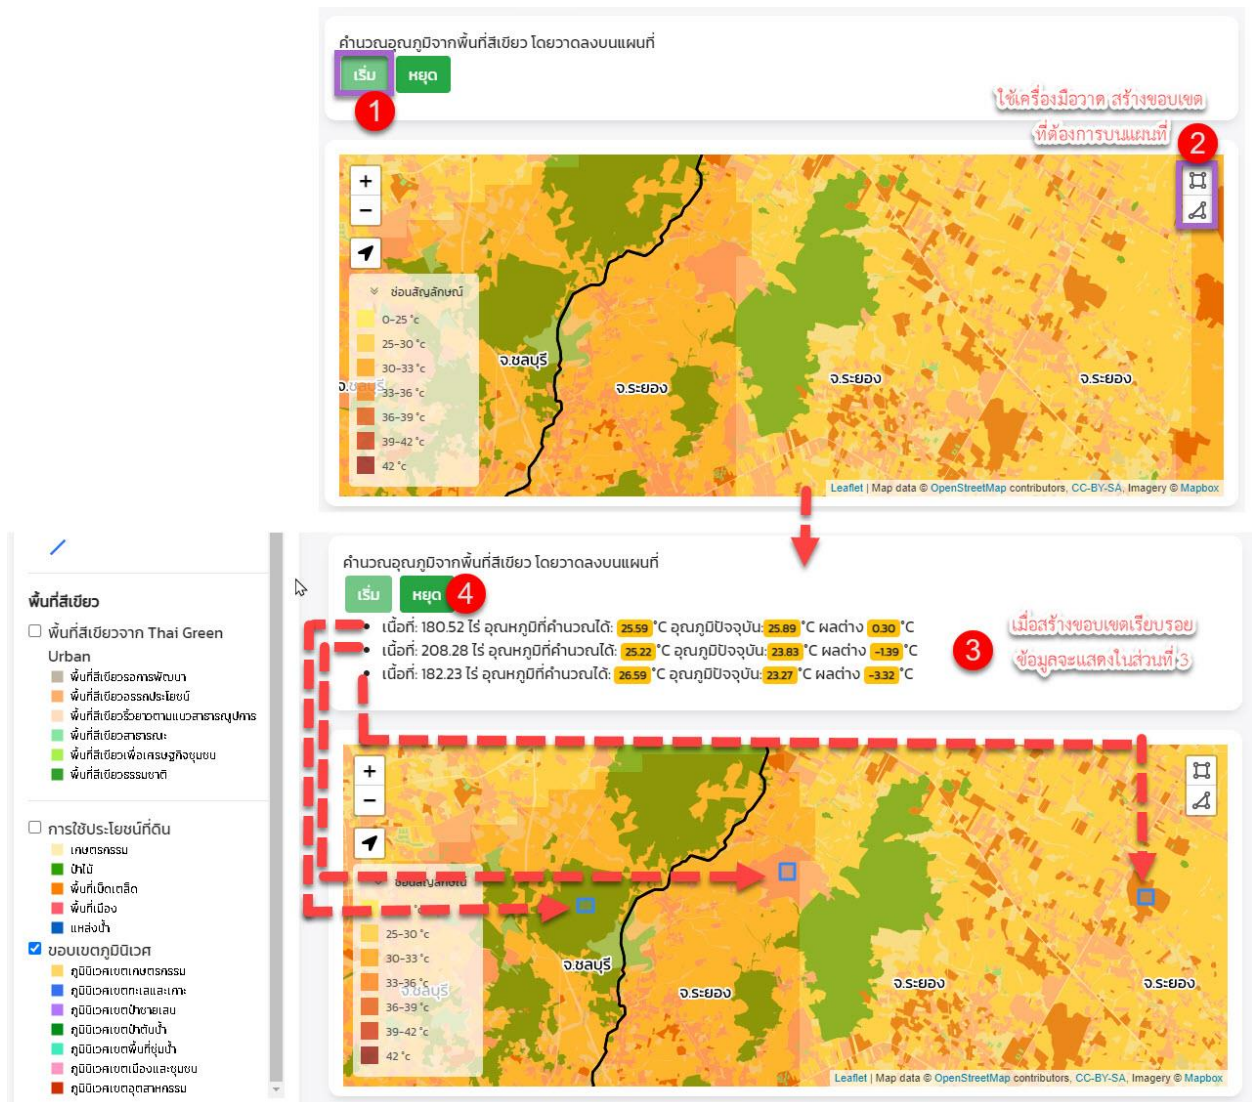 คำนวณอุณภูมิจากพื้นที่สีเขียว โดยวาดลงบนแผนที่
เริ่ม หยุด
1
ใช้เครื่องมือวาด สร้างขอบเขต
ที่ต้องการบนแผนที่
2
+
−
ซ่อนสัญลักษณ์
0-25 °c
25-30 °c
30-33 °c
33-36 °c
36-39 °c
39-42 °c
42 °c
จ.ชลบุรี
จ.ชลบุรี
จ.ระยอง
จ.ระยอง
จ.ระยอง
Leaflet | Map data © OpenStreetMap contributors, CC-BY-SA, Imagery © Mapbox
พื้นที่สีเขียว
พื้นที่สีเขียวจาก Thai Green
Urban
พื้นที่สีเขียวรอการพัฒนา
พื้นที่สีเขียวอรรถประโยชน์
พื้นที่สีเขียวริ้วยาวตามแนวสาธารณูปการ
พื้นที่สีเขียวสาธารณะ
พื้นที่สีเขียวเพื่อเศรษฐกิจชุมชน
พื้นที่สีเขียวธรรมชาติ
การใช้ประโยชน์ที่ดิน
เกษตรกรรม
ป่าไม้
พื้นที่เบ็ดเตล็ด
พื้นที่เมือง
แหล่งน้ำ
ขอบเขตภูมินิเวศ
ภูมินิเวศเขตเกษตรกรรม
ภูมินิเวศเขตทะเลและเกาะ
ภูมินิเวศเขตป่าชายเลน
ภูมินิเวศเขตป่าต้นน้ำ
ภูมินิเวศเขตพื้นที่ชุ่มน้ำ
ภูมินิเวศเขตเมืองและชุมชน
ภูมินิเวศเขตอุตสาหกรรม
คำนวณอุณภูมิจากพื้นที่สีเขียว โดยวาดลงบนแผนที่
เริ่ม หยุด
4
เนื้อที่: 180.52 ไร่ อุณหภูมิที่คำนวณได้: 25.59 °C อุณภูมิปัจจุบัน: 25.89 °C ผลต่าง 0.30 °C
เนื้อที่: 208.28 ไร่ อุณหภูมิที่คำนวณได้: 25.22 °C อุณภูมิปัจจุบัน: 23.83 °C ผลต่าง -1.39 °C
เนื้อที่: 182.23 ไร่ อุณหภูมิที่คำนวณได้: 26.59 °C อุณภูมิปัจจุบัน: 23.27 °C ผลต่าง -3.32 °C
3
เมื่อสร้างขอบเขตเรียบรอย
ข้อมูลจะแสดงในส่วนที่ 3
+
−
25-30 °c
30-33 °c
33-36 °c
36-39 °c
39-42 °c
42 °c
จ.ชลบุรี
จ.ระยอง
จ.ระยอง
จ.ระยอง
Leaflet | Map data © OpenStreetMap contributors, CC-BY-SA, Imagery © Mapbox